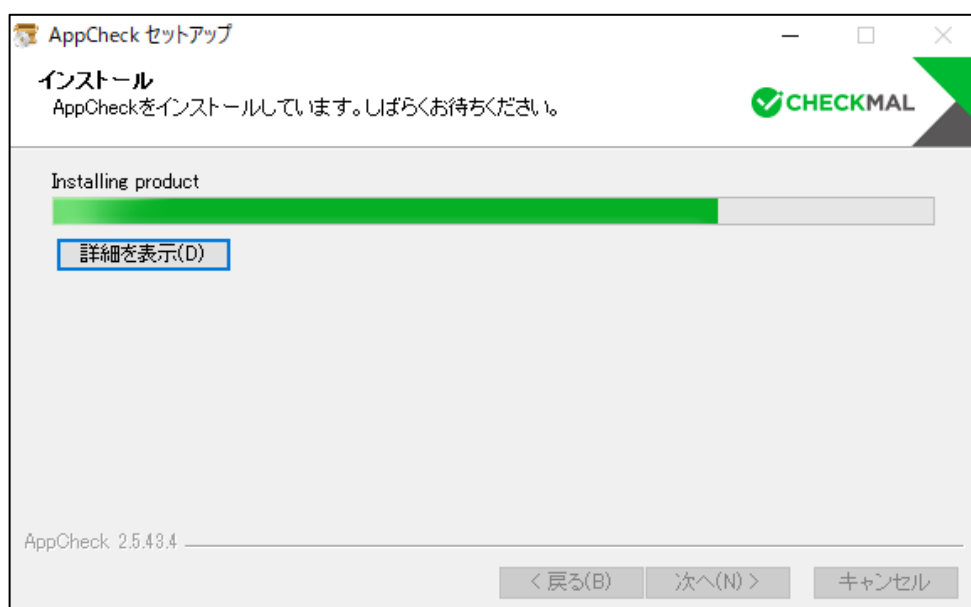 AppCheck セットアップ
インストール
AppCheckをインストールしています。しばらくお待ちください。
CHECKMAL
Installing product
詳細を表示(D)
AppCheck 2.5.43.4
< 戻る(B)
次へ(N) >
キャンセル